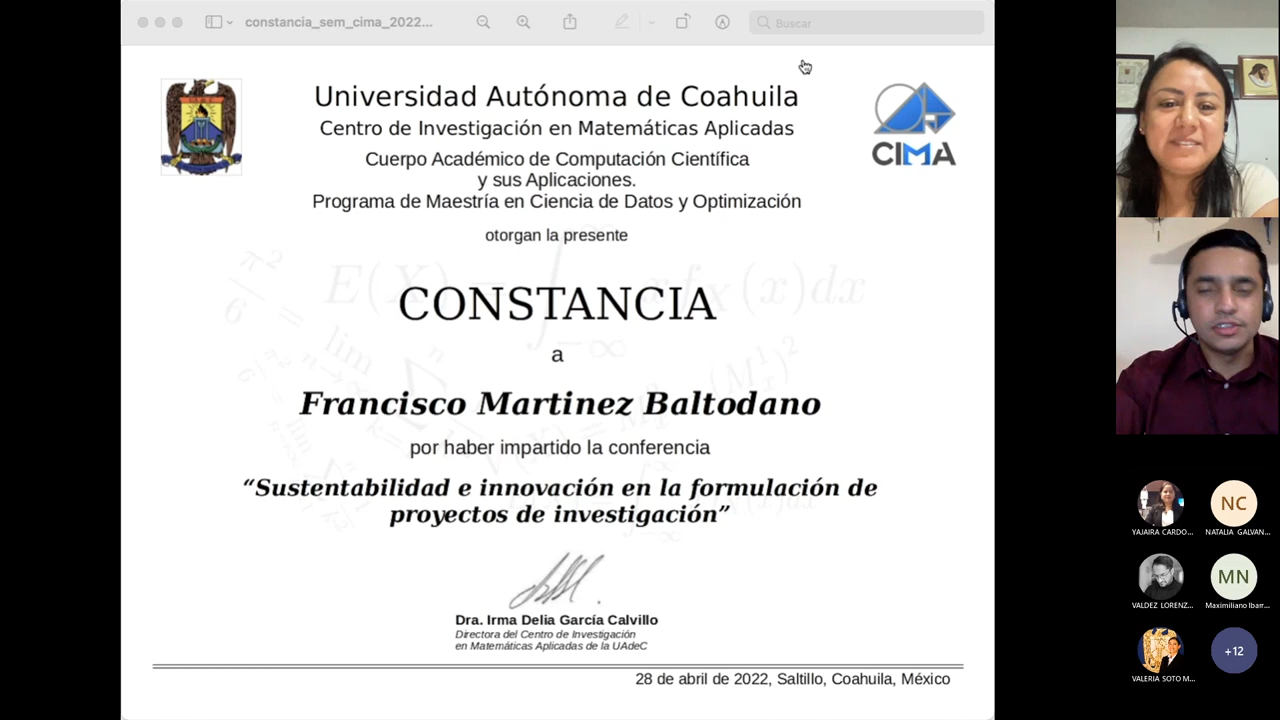 constancia_sem_cima_2022...
Buscar
Universidad Autónoma de Coahuila
Centro de Investigación en Matemáticas Aplicadas
CIMA
Cuerpo Académico de Computación Científica
y sus Aplicaciones.
Programa de Maestría en Ciencia de Datos y Optimización
otorgan la presente
CONSTANCIA
a
Francisco Martinez Baltodano
por haber impartido la conferencia
“Sustentabilidad e innovación en la formulación de
proyectos de investigación”
Dra. Irma Delia García Calvillo
Directora del Centro de Investigación
en Matemáticas Aplicadas de la UAdeC
28 de abril de 2022, Saltillo, Coahuila, México
NC
YAJAIRA CARDO...
NATALIA GALVAN...
MN
VALDEZ LORENZ...
Maximiliano Ibarr...
+12
VALERIA SOTO M...